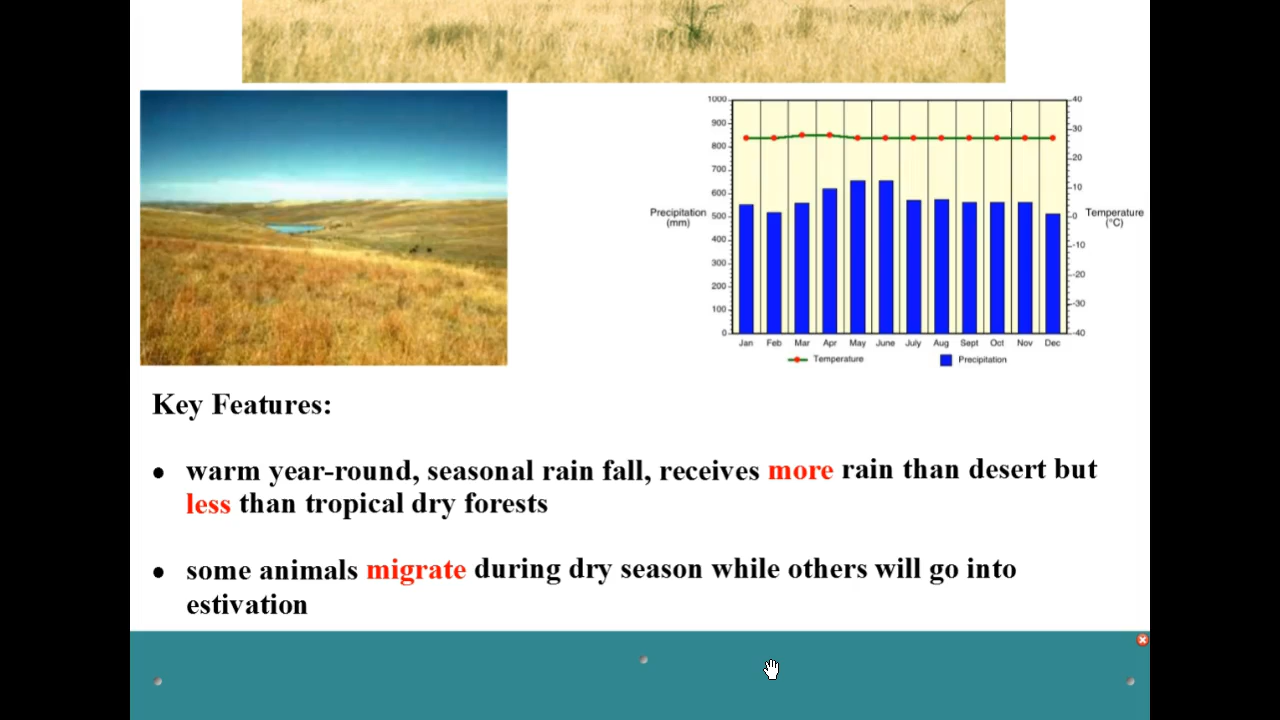 1000
900
800
700
600
500
400
300
200
100
0
Precipitation
(mm)
40
30
20
10
0
-10
-20
-30
-40
Temperature
(°C)
Jan Feb Mar Apr May June July Aug Sept Oct Nov Dec
Temperature Precipitation
Key Features:
• warm year-round, seasonal rain fall, receives more rain than desert but
less than tropical dry forests
• some animals migrate during dry season while others will go into
estivation